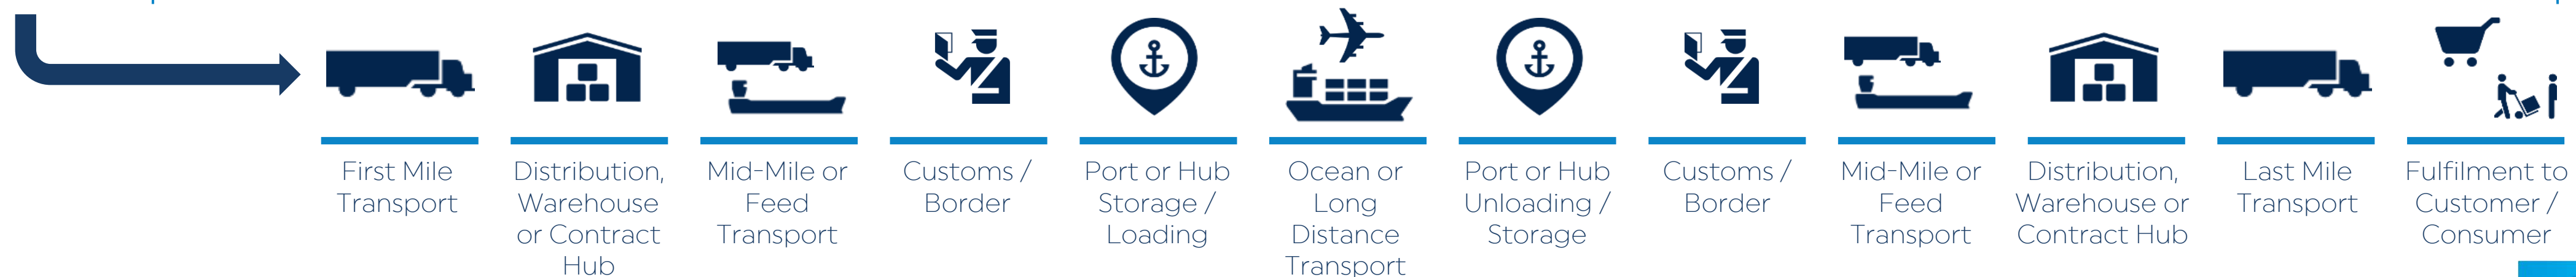 First Mile
Transport
Distribution,
Warehouse
or Contract
Hub
Mid-Mile or
Feed
Transport
Customs /
Border
Port or Hub
Storage /
Loading
Ocean or
Long
Distance
Transport
Port or Hub
Unloading /
Storage
Customs /
Border
Mid-Mile or
Feed
Transport
Distribution,
Warehouse or
Contract Hub
Last Mile
Transport
Fulfilment to
Customer /
Consumer